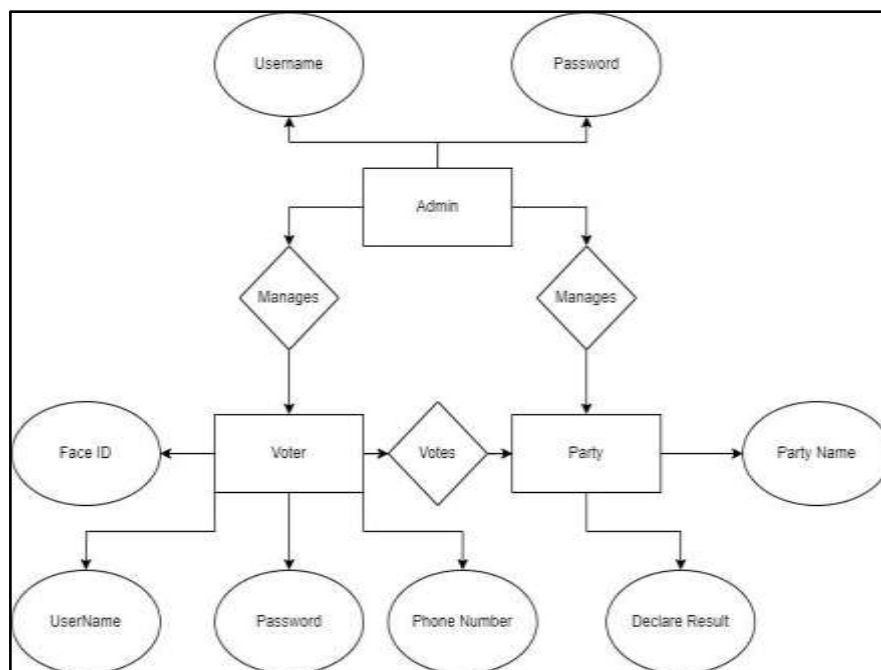 Username
Password
Admin
Manages
Manages
Face ID
Voter
Votes
Party
Party Name
UserName
Password
Phone Number
Declare Result